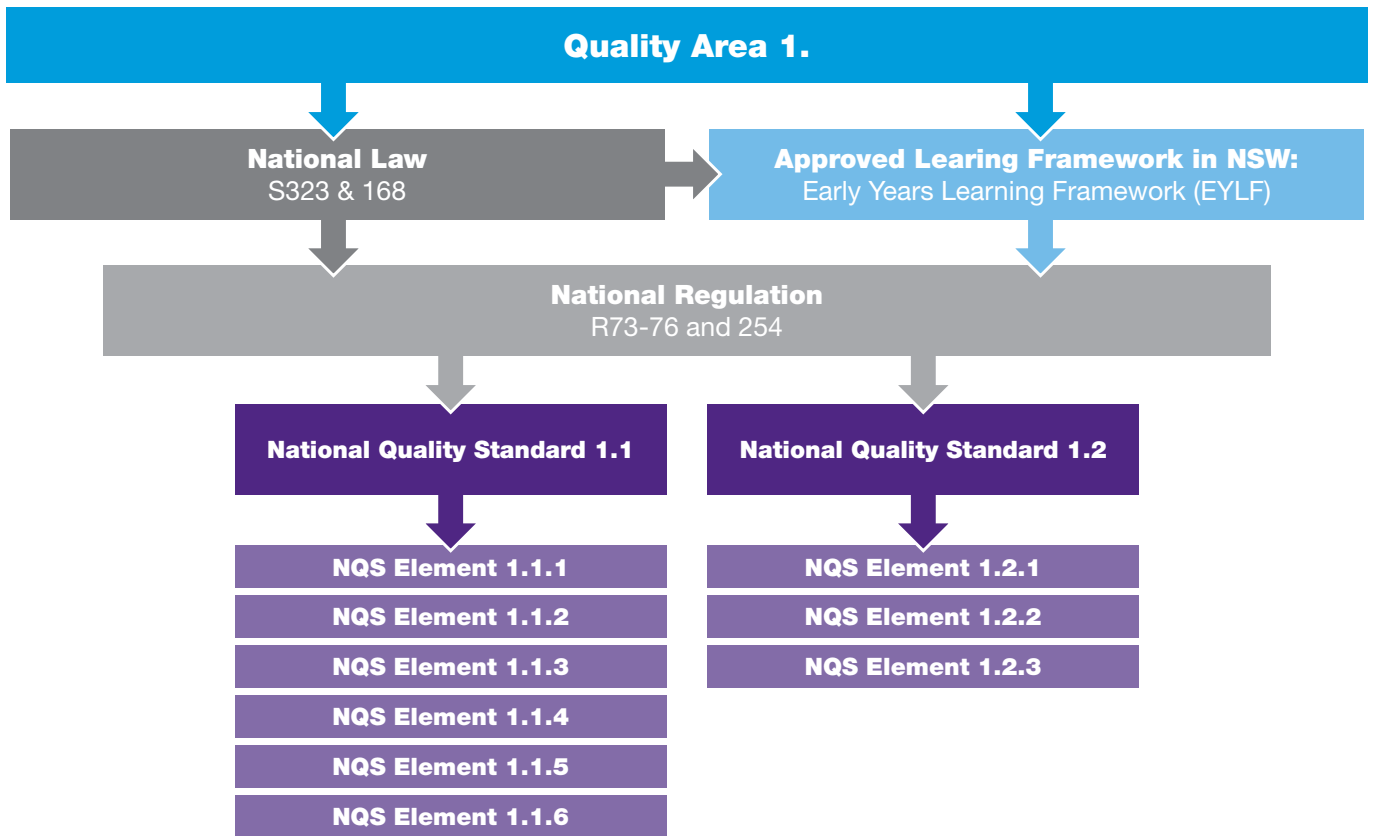 Quality Area 1.
National Law
S323 & 168
Approved Learing Framework in NSW:
Early Years Learning Framework (EYLF)
National Regulation
R73-76 and 254
National Quality Standard 1.1
National Quality Standard 1.2
NQS Element 1.1.1
NQS Element 1.1.2
NQS Element 1.1.3
NQS Element 1.1.4
NQS Element 1.1.5
NQS Element 1.1.6
NQS Element 1.2.1
NQS Element 1.2.2
NQS Element 1.2.3